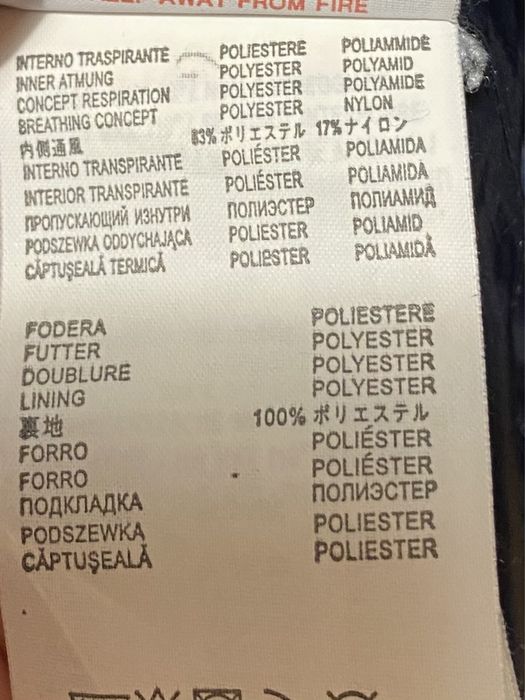 KEEP AWAY FROM FIRE
INTERNO TRASPIRANTE POLIESTERE POLIAMMIDE
INNER ATMUNG POLYESTER POLYAMID
CONCEPT RESPIRATION POLYESTER POLYAMIDE
BREATHING CONCEPT POLYESTER NYLON
内側通風 83% ポリエステル 17% ナイロン
INTERNO TRANSPIRANTE POLIÉSTER POLIAMIDA
INTERIOR TRANSPIRANTE POLIÉSTER POLIAMIDA
ПРОПУСКАЮЩИЙ ИЗНУТРИ ПОЛИЭСТЕР ПОЛИАМИД
PODSZEWKA ODDYCHAJĄCA POLIESTER POLIAMID
CĂPTUŞEALĂ TERMICĂ POLIESTER POLIAMIDĂ
FODERA POLIESTERE
FUTTER POLYESTER
DOUBLURE POLYESTER
LINING POLYESTER
裏地 100% ポリエステル
FORRO POLIÉSTER
FORRO POLIÉSTER
ПОДКЛАДКА ПОЛИЭСТЕР
PODSZEWKA POLIESTER
CĂPTUŞEALĂ POLIESTER